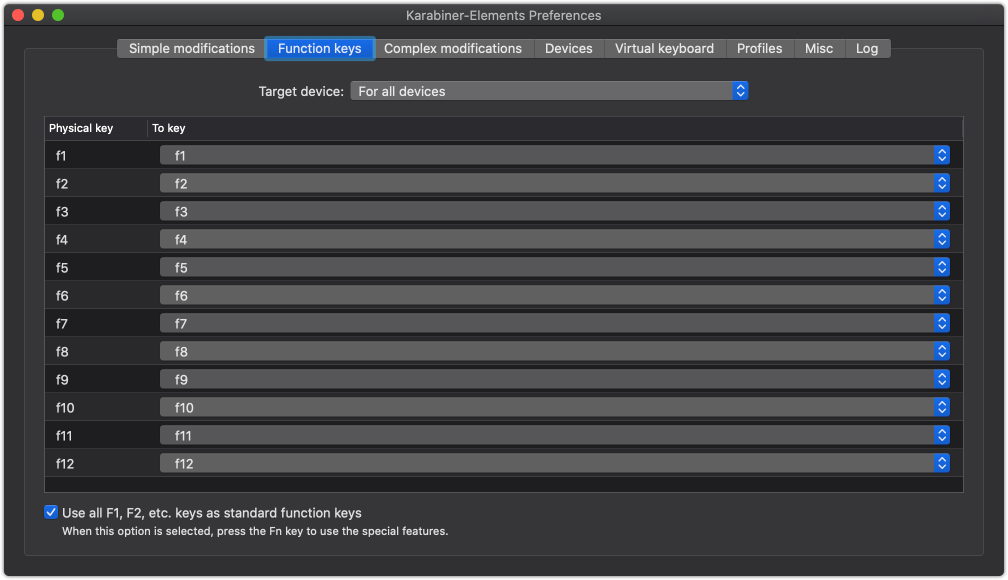 Karabiner-Elements Preferences
Simple modifications Function keys Complex modifications Devices Virtual keyboard Profiles Misc Log
Target device: For all devices
Physical key To key
f1 f1
f2 f2
f3 f3
f4 f4
f5 f5
f6 f6
f7 f7
f8 f8
f9 f9
f10 f10
f11 f11
f12 f12
Use all F1, F2, etc. keys as standard function keys
When this option is selected, press the Fn key to use the special features.